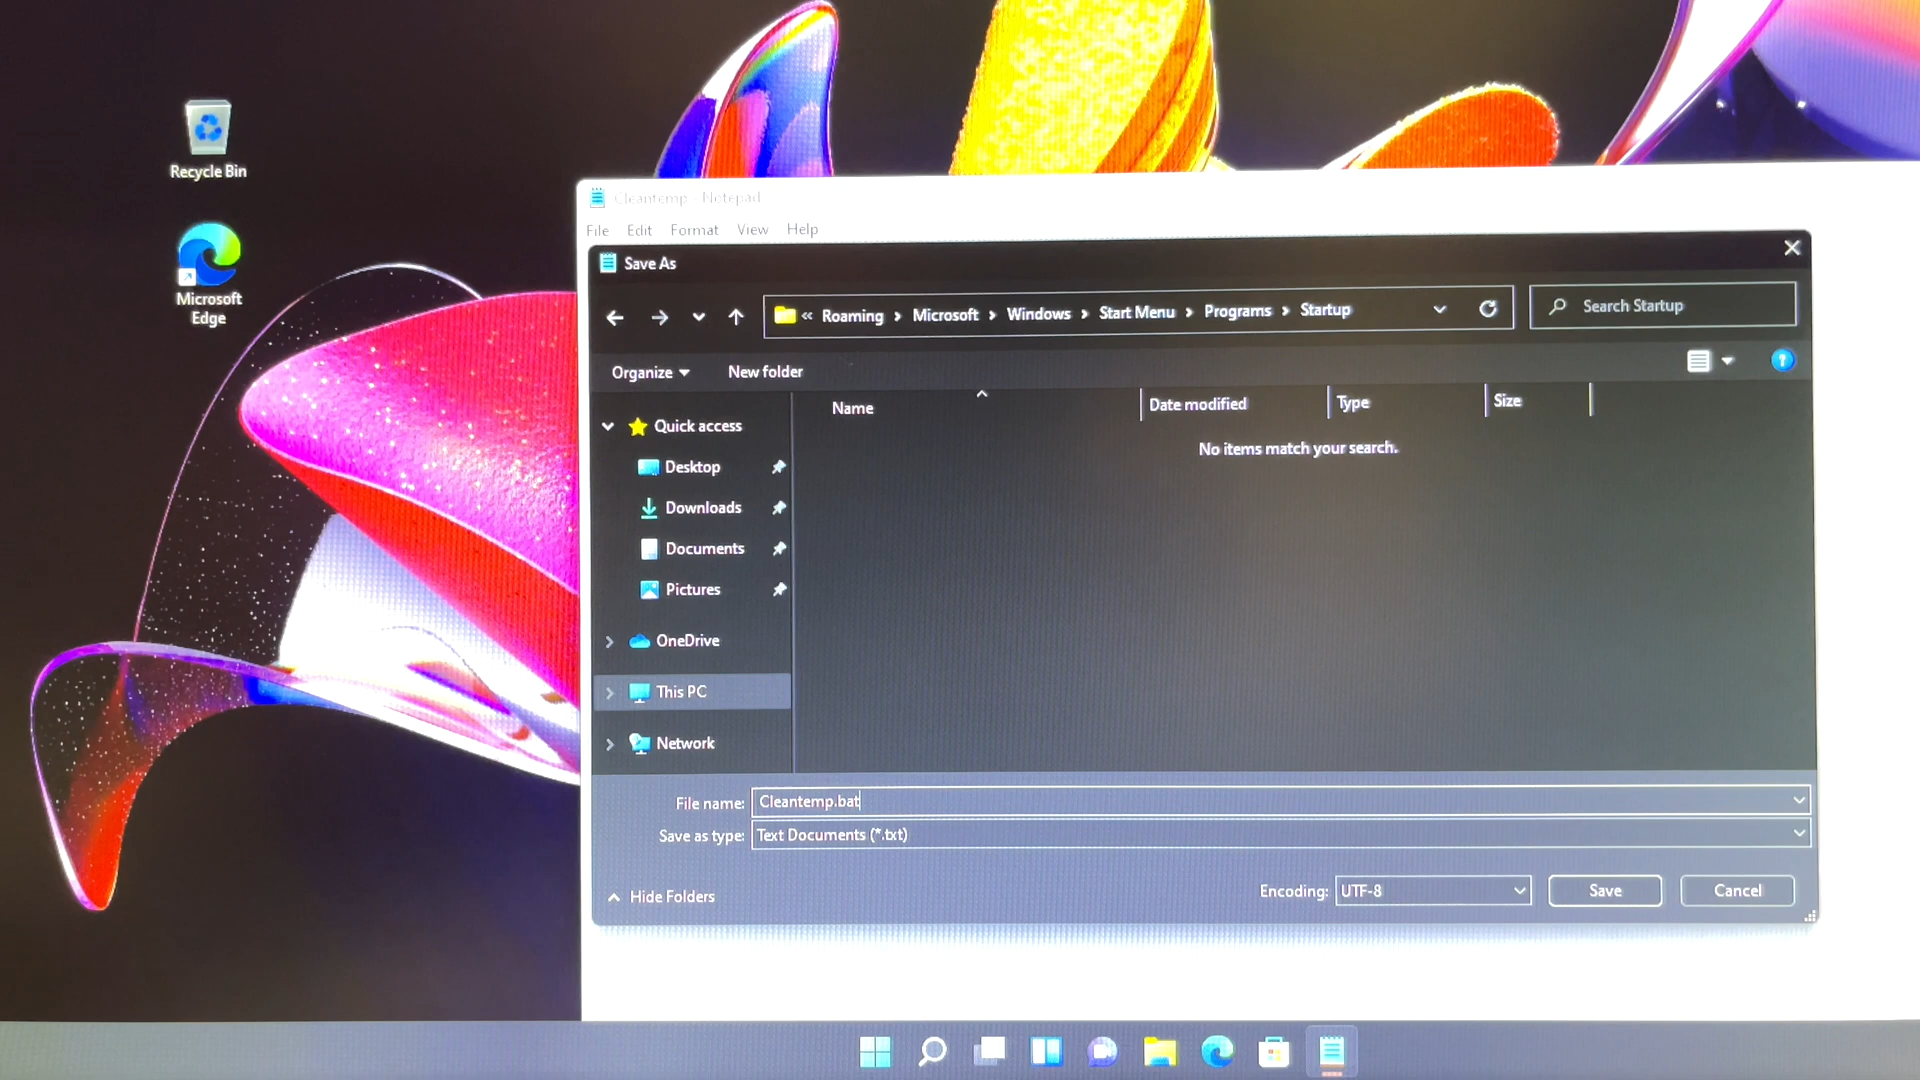 Recycle Bin
Microsoft
Edge
Cleantemp - Notepad
File Edit Format View Help
Save As
« Roaming > Microsoft > Windows > Start Menu > Programs > Startup
Search Startup
Organize
New folder
Name
Date modified
Type
Size
No items match your search.
Quick access
Desktop
Downloads
Documents
Pictures
OneDrive
This PC
Network
File name: Cleantemp.bat
Save as type: Text Documents (*.txt)
Hide Folders
Encoding: UTF-8
Save
Cancel